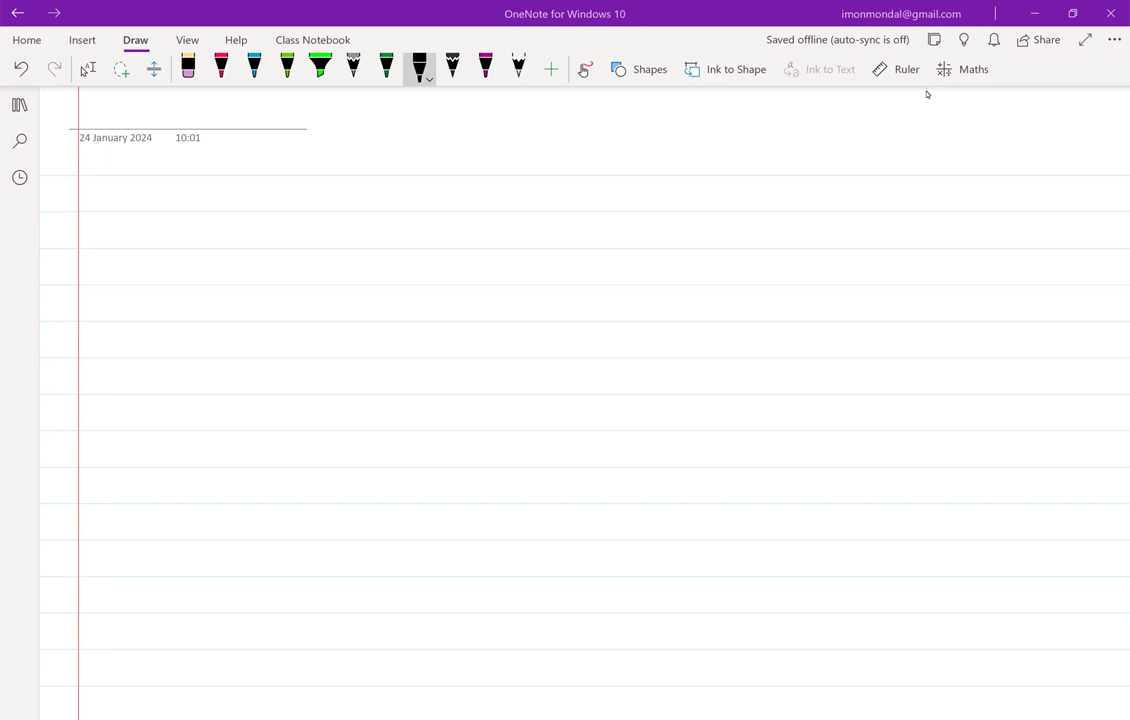 OneNote for Windows 10
imonmondal@gmail.com
Home Insert Draw View Help Class Notebook
Saved offline (auto-sync is off) Share
Shapes Ink to Shape Ink to Text Ruler Maths
24 January 2024 10:01